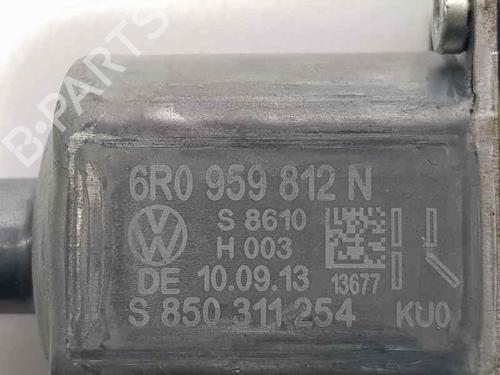 B-PARTS
6R0 959 812 N
S 8610
H 003
DE 10.09.13 13677
S 850 311 254 KU0